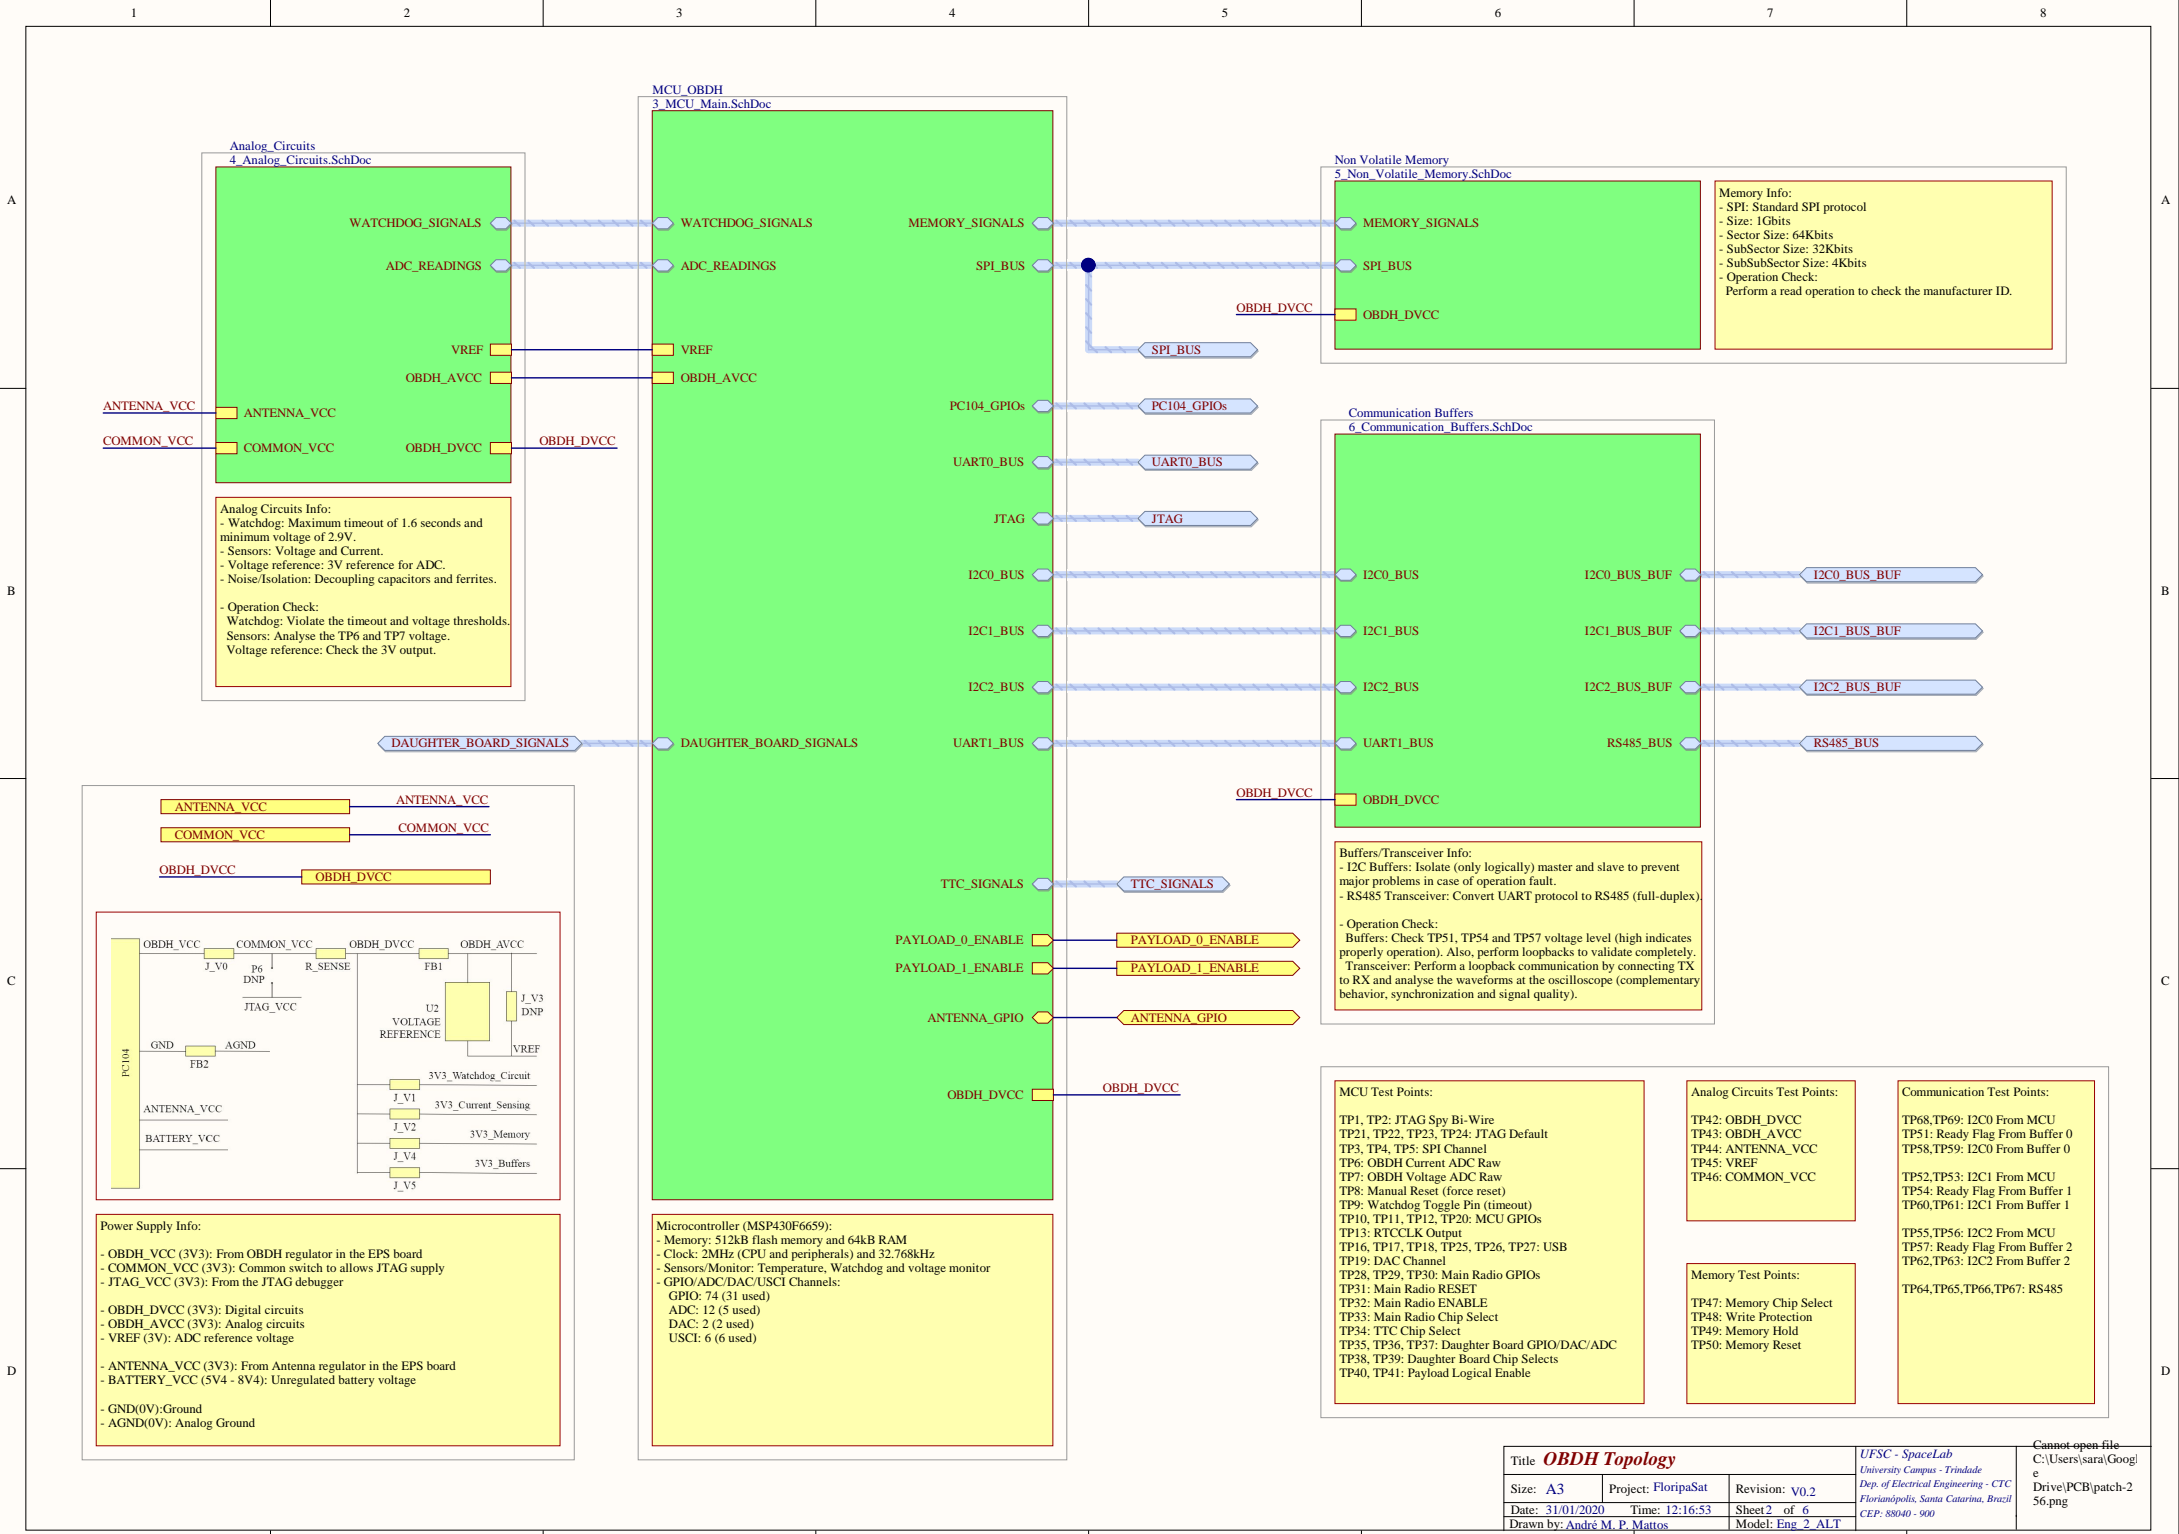 1 2 3 4 5 6 7 8
A
B
C
D
A
B
C
D
Analog_Circuits
4_Analog_Circuits.SchDoc
WATCHDOG_SIGNALS
ADC_READINGS
VREF
OBDH_AVCC
ANTENNA_VCC
ANTENNA_VCC
COMMON_VCC
COMMON_VCC
OBDH_DVCC
OBDH_DVCC
Analog Circuits Info:
- Watchdog: Maximum timeout of 1.6 seconds and
minimum voltage of 2.9V.
- Sensors: Voltage and Current.
- Voltage reference: 3V reference for ADC.
- Noise/Isolation: Decoupling capacitors and ferrites.
- Operation Check:
Watchdog: Violate the timeout and voltage thresholds.
Sensors: Analyse the TP6 and TP7 voltage.
Voltage reference: Check the 3V output.
DAUGHTER_BOARD_SIGNALS
MCU_OBDH
3_MCU_Main.SchDoc
WATCHDOG_SIGNALS
ADC_READINGS
VREF
OBDH_AVCC
DAUGHTER_BOARD_SIGNALS
MEMORY_SIGNALS
SPI_BUS
SPI_BUS
PC104_GPIOs
PC104_GPIOs
UART0_BUS
UART0_BUS
JTAG
JTAG
I2C0_BUS
I2C1_BUS
I2C2_BUS
UART1_BUS
TTC_SIGNALS
TTC_SIGNALS
PAYLOAD_0_ENABLE
PAYLOAD_0_ENABLE
PAYLOAD_1_ENABLE
PAYLOAD_1_ENABLE
ANTENNA_GPIO
ANTENNA_GPIO
OBDH_DVCC
OBDH_DVCC
Non Volatile Memory
5_Non_Volatile_Memory.SchDoc
MEMORY_SIGNALS
SPI_BUS
OBDH_DVCC
OBDH_DVCC
Memory Info:
- SPI: Standard SPI protocol
- Size: 1Gbits
- Sector Size: 64Kbits
- SubSector Size: 32Kbits
- SubSubSector Size: 4Kbits
- Operation Check:
Perform a read operation to check the manufacturer ID.
Communication Buffers
6_Communication_Buffers.SchDoc
I2C0_BUS
I2C0_BUS_BUF
I2C0_BUS_BUF
I2C1_BUS
I2C1_BUS_BUF
I2C1_BUS_BUF
I2C2_BUS
I2C2_BUS_BUF
I2C2_BUS_BUF
UART1_BUS
RS485_BUS
RS485_BUS
OBDH_DVCC
OBDH_DVCC
Buffers/Transceiver Info:
- I2C Buffers: Isolate (only logically) master and slave to prevent
major problems in case of operation fault.
- RS485 Transceiver: Convert UART protocol to RS485 (full-duplex).
- Operation Check:
Buffers: Check TP51, TP54 and TP57 voltage level (high indicates
properly operation). Also, perform loopbacks to validate completely.
Transceiver: Perform a loopback communication by connecting TX
to RX and analyse the waveforms at the oscilloscope (complementary
behavior, synchronization and signal quality).
ANTENNA_VCC
ANTENNA_VCC
COMMON_VCC
COMMON_VCC
OBDH_DVCC
OBDH_DVCC
PC104
OBDH_VCC
J_V0
COMMON_VCC
P6
DNP
JTAG_VCC
R_SENSE
OBDH_DVCC
FB1
OBDH_AVCC
U2
VOLTAGE
REFERENCE
J_V3
DNP
VREF
GND
FB2
AGND
ANTENNA_VCC
BATTERY_VCC
3V3_Watchdog_Circuit
J_V1
3V3_Current_Sensing
J_V2
3V3_Memory
J_V4
3V3_Buffers
J_V5
Power Supply Info:
- OBDH_VCC (3V3): From OBDH regulator in the EPS board
- COMMON_VCC (3V3): Common switch to allows JTAG supply
- JTAG_VCC (3V3): From the JTAG debugger
- OBDH_DVCC (3V3): Digital circuits
- OBDH_AVCC (3V3): Analog circuits
- VREF (3V): ADC reference voltage
- ANTENNA_VCC (3V3): From Antenna regulator in the EPS board
- BATTERY_VCC (5V4 - 8V4): Unregulated battery voltage
- GND(0V):Ground
- AGND(0V): Analog Ground
Microcontroller (MSP430F6659):
- Memory: 512kB flash memory and 64kB RAM
- Clock: 2MHz (CPU and peripherals) and 32.768kHz
- Sensors/Monitor: Temperature, Watchdog and voltage monitor
- GPIO/ADC/DAC/USCI Channels:
GPIO: 74 (31 used)
ADC: 12 (5 used)
DAC: 2 (2 used)
USCI: 6 (6 used)
MCU Test Points:
TP1, TP2: JTAG Spy Bi-Wire
TP21, TP22, TP23, TP24: JTAG Default
TP3, TP4, TP5: SPI Channel
TP6: OBDH Current ADC Raw
TP7: OBDH Voltage ADC Raw
TP8: Manual Reset (force reset)
TP9: Watchdog Toggle Pin (timeout)
TP10, TP11, TP12, TP20: MCU GPIOs
TP13: RTCCLK Output
TP16, TP17, TP18, TP25, TP26, TP27: USB
TP19: DAC Channel
TP28, TP29, TP30: Main Radio GPIOs
TP31: Main Radio RESET
TP32: Main Radio ENABLE
TP33: Main Radio Chip Select
TP34: TTC Chip Select
TP35, TP36, TP37: Daughter Board GPIO/DAC/ADC
TP38, TP39: Daughter Board Chip Selects
TP40, TP41: Payload Logical Enable
Analog Circuits Test Points:
TP42: OBDH_DVCC
TP43: OBDH_AVCC
TP44: ANTENNA_VCC
TP45: VREF
TP46: COMMON_VCC
Memory Test Points:
TP47: Memory Chip Select
TP48: Write Protection
TP49: Memory Hold
TP50: Memory Reset
Communication Test Points:
TP68,TP69: I2C0 From MCU
TP51: Ready Flag From Buffer 0
TP58,TP59: I2C0 From Buffer 0
TP52,TP53: I2C1 From MCU
TP54: Ready Flag From Buffer 1
TP60,TP61: I2C1 From Buffer 1
TP55,TP56: I2C2 From MCU
TP57: Ready Flag From Buffer 2
TP62,TP63: I2C2 From Buffer 2
TP64,TP65,TP66,TP67: RS485
Title OBDH Topology
Size: A3 Project: FloripaSat Revision: V0.2
Date: 31/01/2020 Time: 12:16:53 Sheet2 of 6
Drawn by: André M. P. Mattos Model: Eng_2_ALT
UFSC - SpaceLab
University Campus - Trindade
Dep. of Electrical Engineering - CTC
Florianópolis, Santa Catarina, Brazil
CEP: 88040 - 900
Cannot open file
C:\Users\sara\Googl
e
Drive\PCB\patch-2
56.png